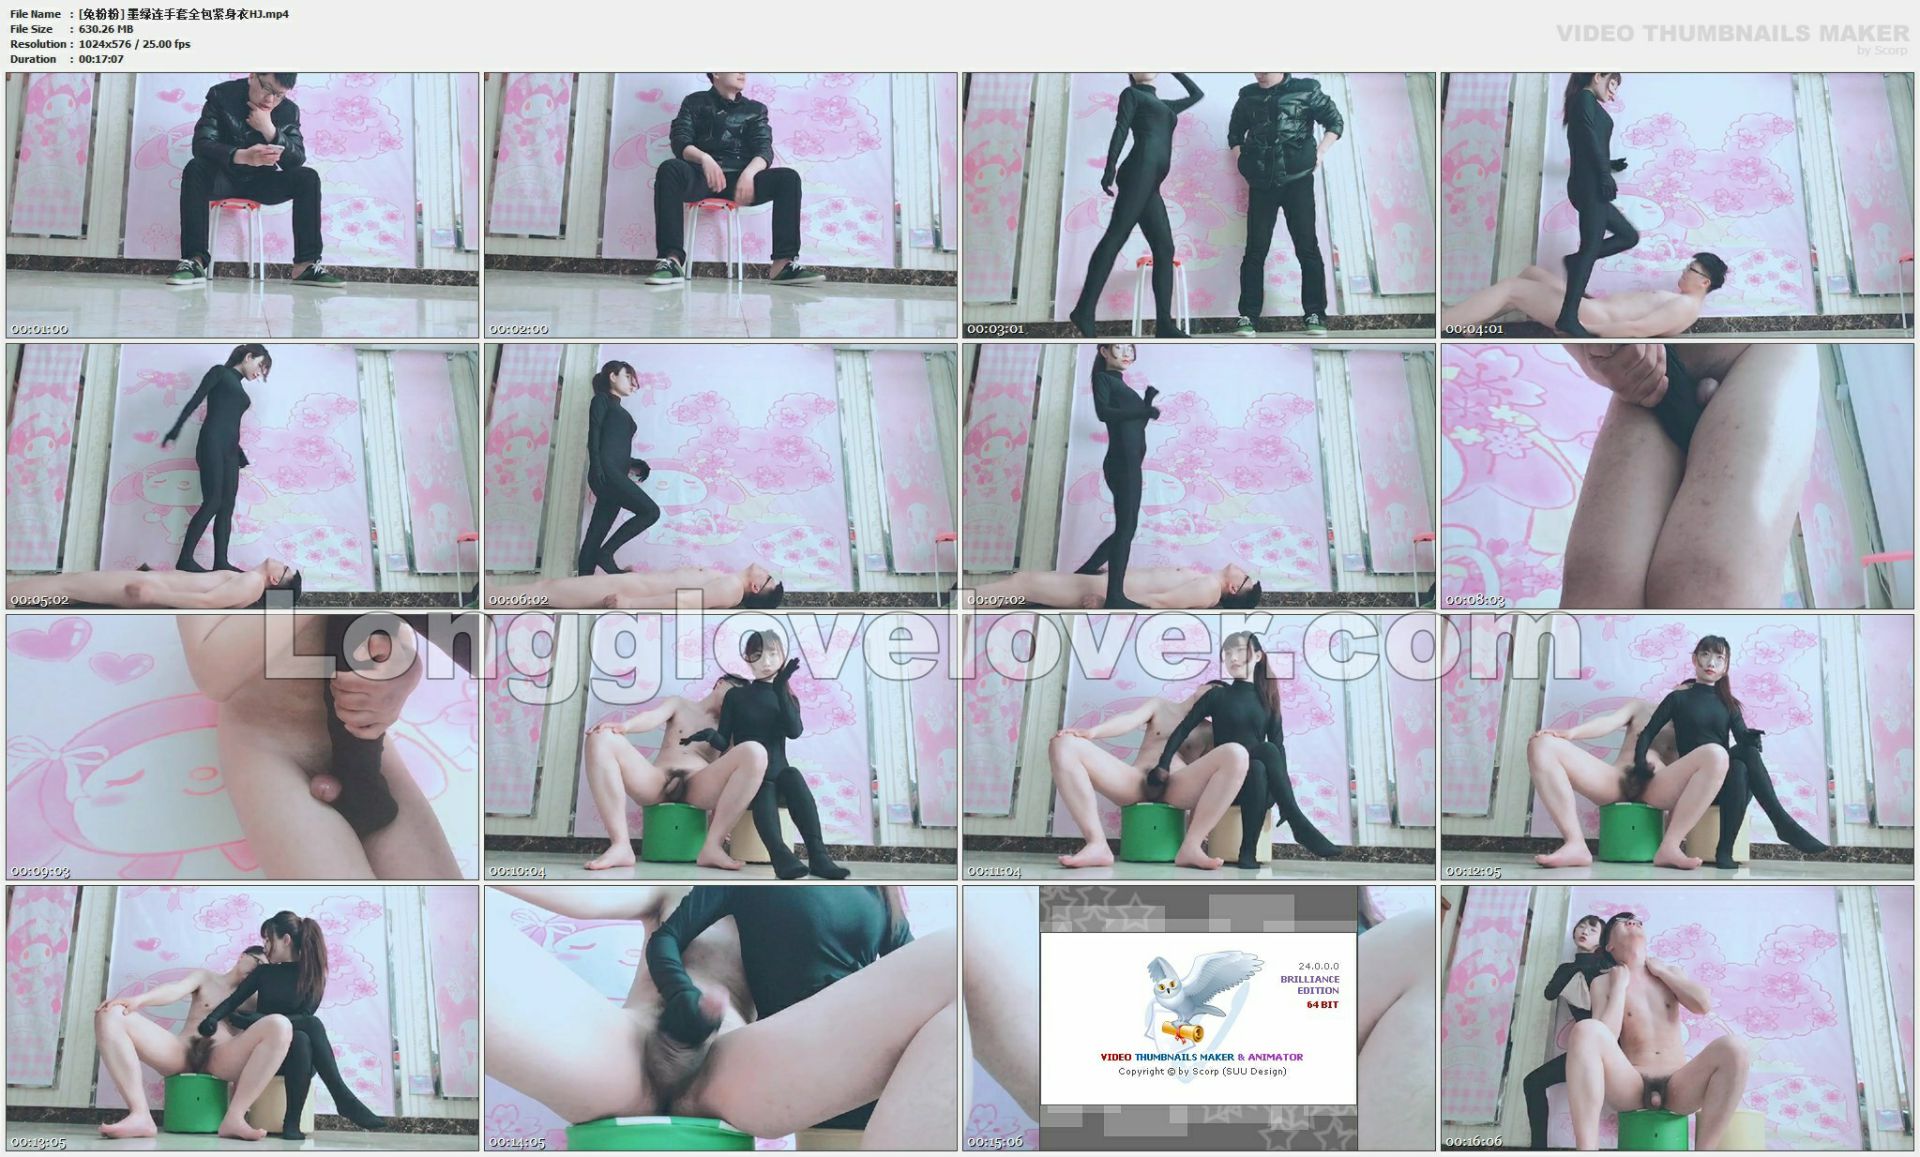 File Name : [兔粉粉] 墨绿连手套全包紧身衣HJ.mp4
File Size : 630.26 MB
Resolution : 1024x576 / 25.00 fps
Duration : 00:17:07
VIDEO THUMBNAILS MAKER
by Scorp
00:01:00
00:02:00
00:03:01
00:04:01
00:05:02
00:06:02
00:07:02
00:08:03
Longglovelover.com
00:09:03
00:10:04
00:11:04
00:12:05
00:13:05
00:14:05
00:15:06
24.0.0.0
BRILLIANCE
EDITION
64 BIT
VIDEO THUMBNAILS MAKER & ANIMATOR
Copyright © by Scorp (SUU Design)
00:16:06